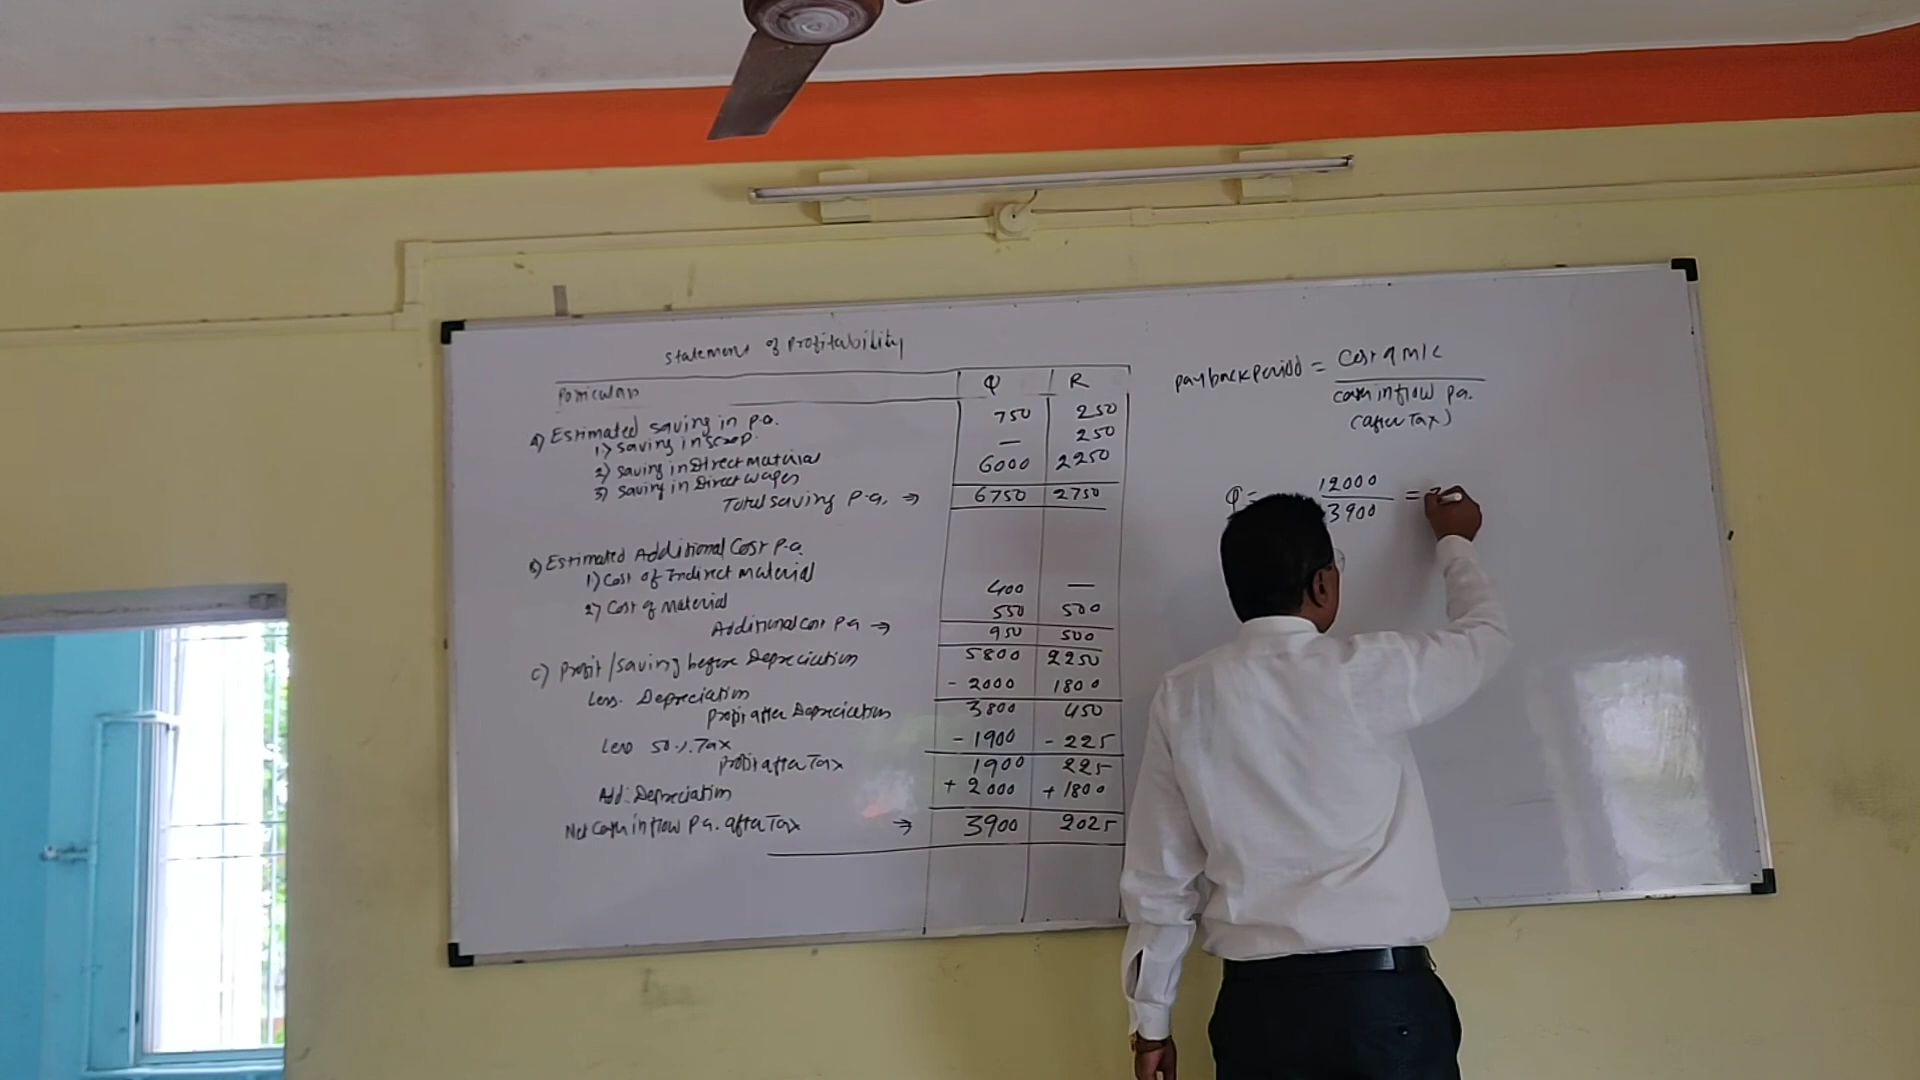 Statement of Profitability
Particulars Q R
A) Estimated saving in p.a.
1) Saving in scrap. 750 250
2) Saving in Direct material — 250
3) Saving in Direct wages 6000 2250
Total saving P.a. → 6750 2750
B) Estimated Additional Cost P.a.
1) Cost of Indirect material 400 —
2) Cost of material 550 500
Additional Cost P.a → 950 500
C) Profit/saving before Depreciation 5800 2250
Less. Depreciation - 2000 1800
Profit after Depreciation 3800 450
Less 50% Tax - 1900 - 225
Profit after Tax 1900 225
Add: Depreciation + 2000 + 1800
Net Cash inflow P.a. after Tax → 3900 2025
payback period = Cost of M/C
cash inflow pa.
(after Tax)
Q =
12000
3900 =